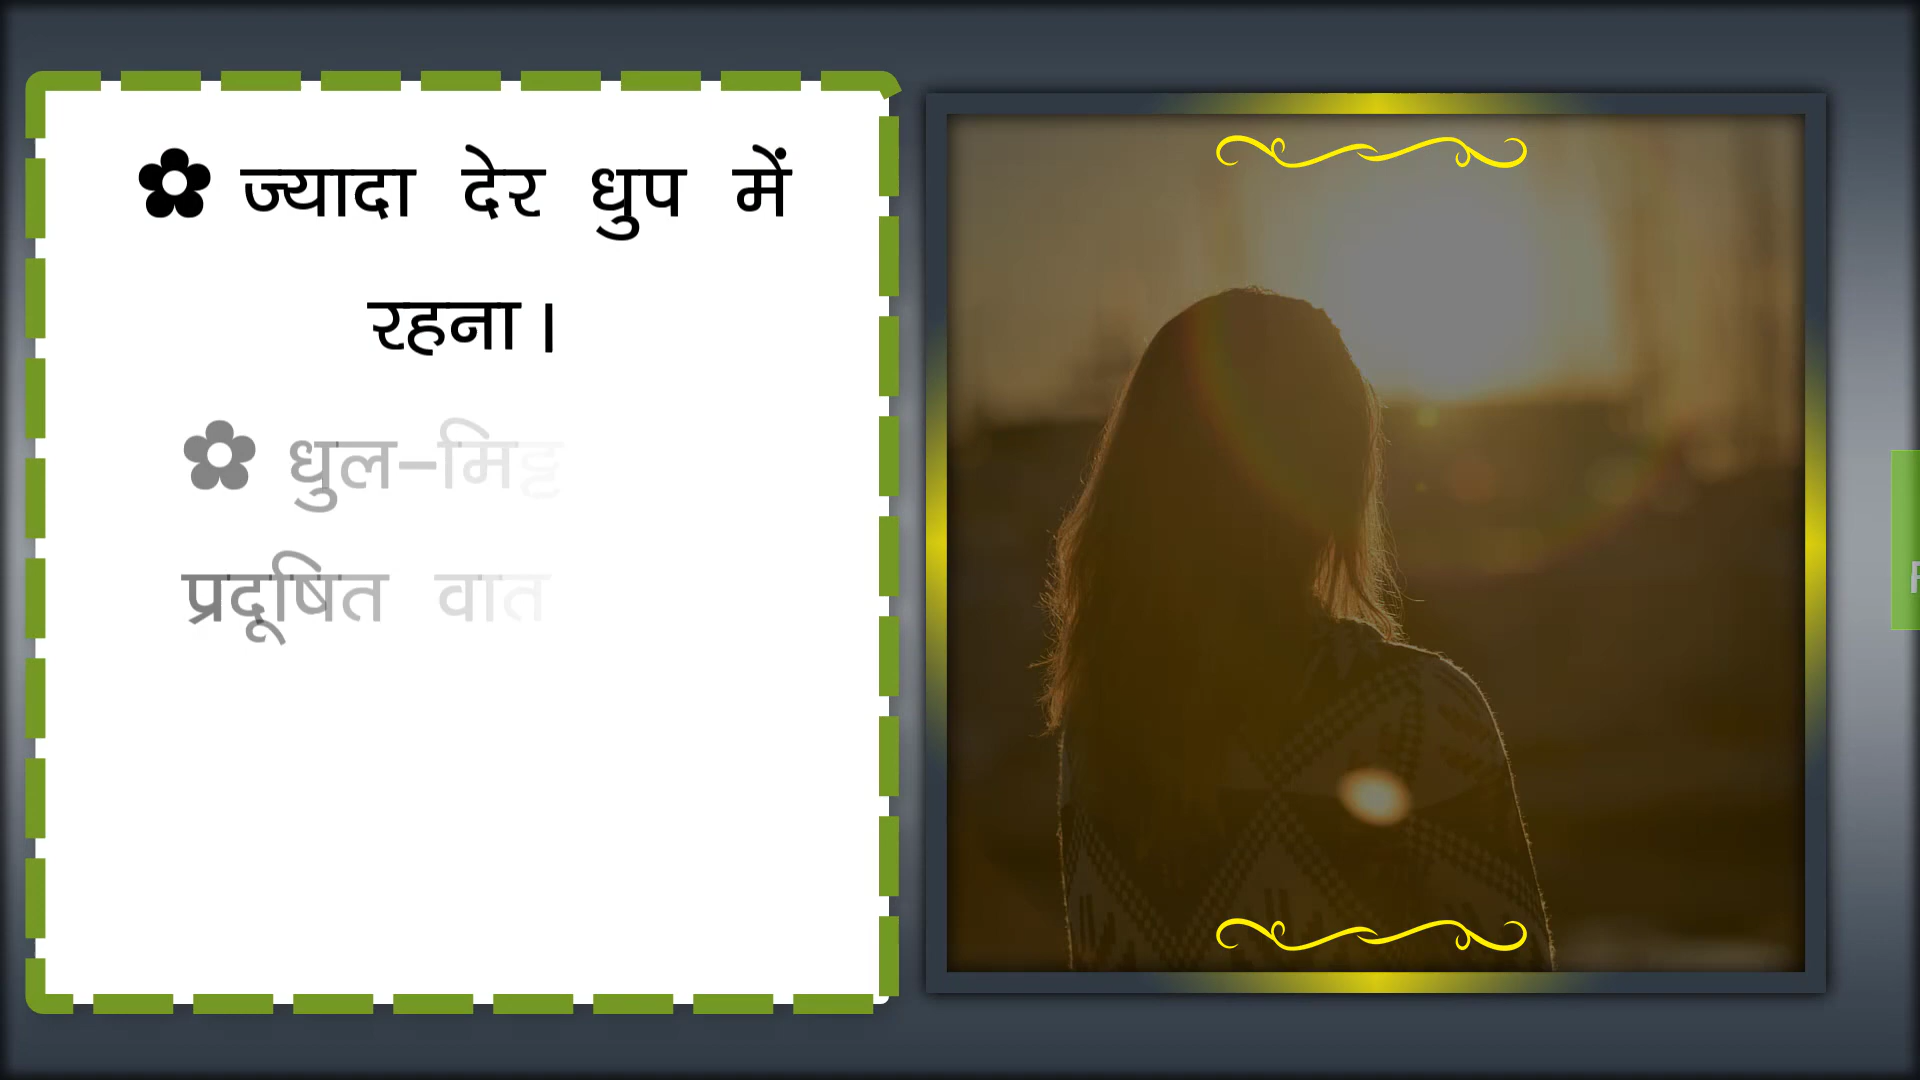 ✿ ज्यादा देर धुप में
रहना।
✿ धुल-मिट्ट
प्रदूषित वात
F